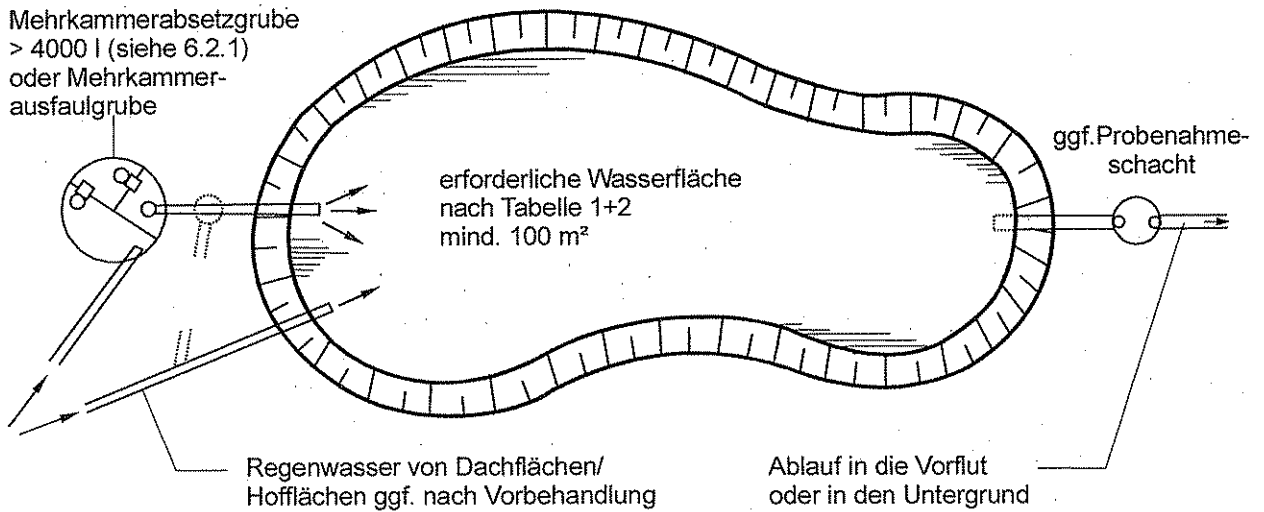 Mehrkammerabsetzgrube
> 4000 l (siehe 6.2.1)
oder Mehrkammer-
ausfaulgrube
erforderliche Wasserfläche
nach Tabelle 1+2
mind. 100 m²
ggf.Probenahme-
schacht
Regenwasser von Dachflächen/
Hofflächen ggf. nach Vorbehandlung
Ablauf in die Vorflut
oder in den Untergrund